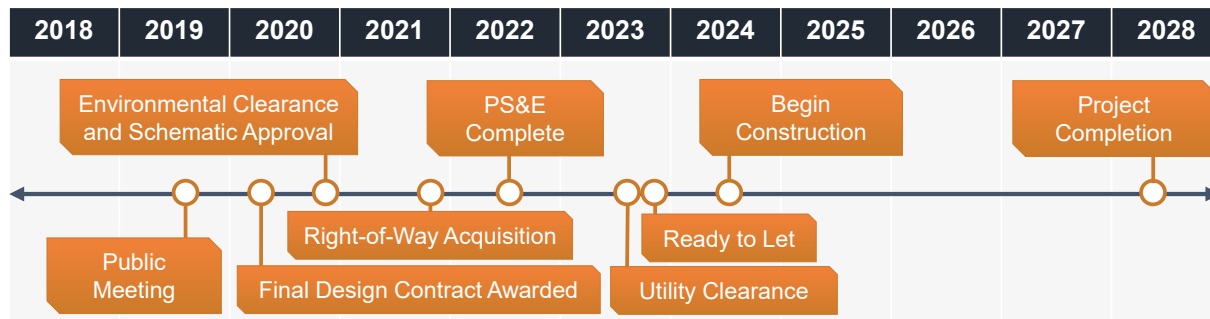 2018 2019 2020 2021 2022 2023 2024 2025 2026 2027 2028
Environmental Clearance
and Schematic Approval
PS&E
Complete
Begin
Construction
Project
Completion
Public
Meeting
Right-of-Way Acquisition
Final Design Contract Awarded
Ready to Let
Utility Clearance